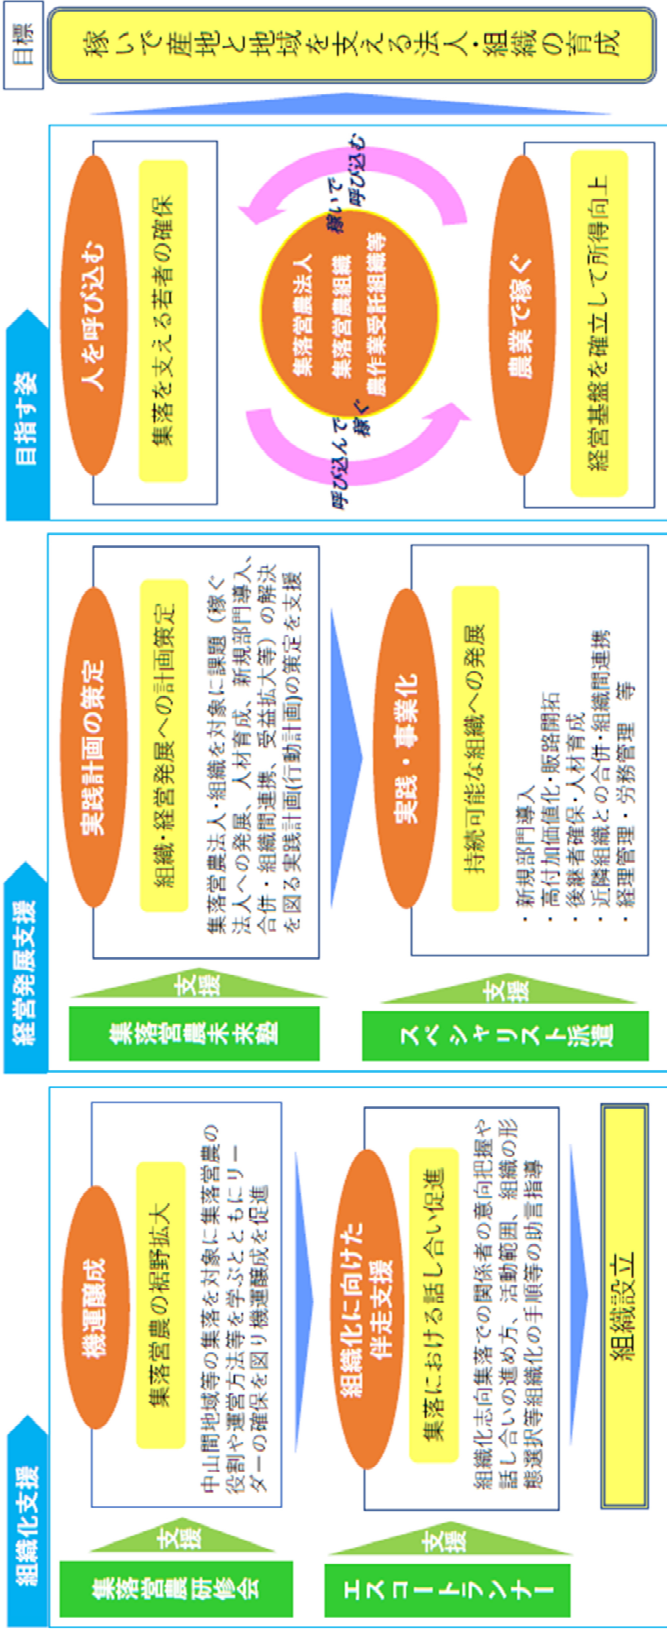 組織化支援
集落営農研修会
支援
機運醸成
集落営農の裾野拡大
中山間地域等の集落を対象に集落営農の
役割や運営方法等を学ぶとともにリー
ダーの確保を図り機運醸成を促進
エスコートランナー
支援
組織化に向けた
伴走支援
集落における話し合い促進
組織化志向集落での関係者の意向把握や
話し合いの進め方、活動範囲、組織の形
態選択等組織化の手順等の助言指導
組織設立
経営発展支援
集落営農未来塾
支援
実践計画の策定
組織・経営発展への計画策定
集落営農法人・組織を対象に課題（稼ぐ
法人への発展、人材育成、新規部門導入、
合併・組織間連携、受益拡大等）の解決
を図る実践計画(行動計画)の策定を支援
スペシャリスト派遣
支援
実践・事業化
持続可能な組織への発展
・新規部門導入
・高付加価値化・販路開拓
・後継者確保・人材育成
・近隣組織との合併・組織間連携
・経理管理・労務管理 等
目指す姿
人を呼び込む
集落を支える若者の確保
呼び込んで
稼ぐ
集落営農法人
集落営農組織
農作業受託組織等
稼いで
呼び込む
農業で稼ぐ
経営基盤を確立して所得向上
目標
稼いで産地と地域を支える法人・組織の育成